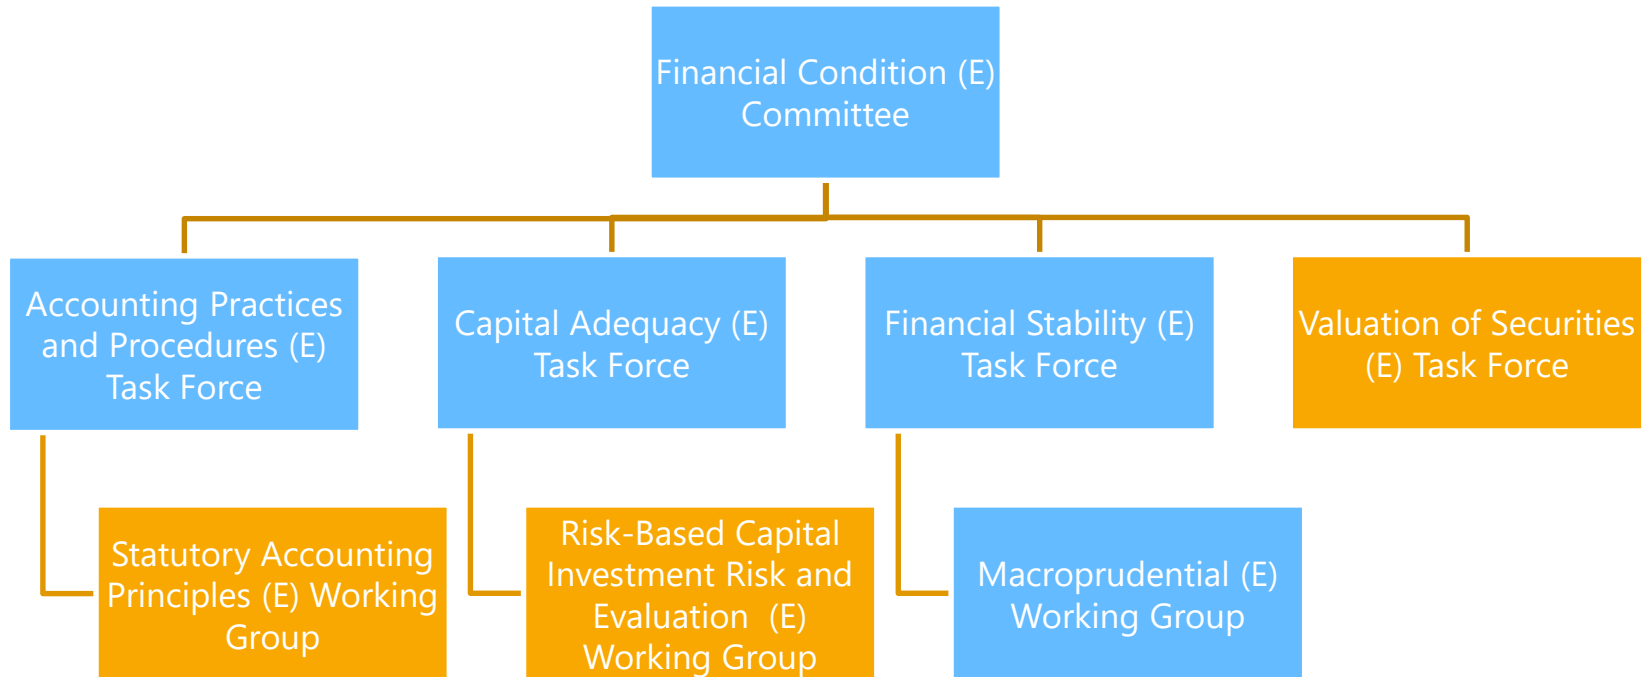 Financial Condition (E)
Committee
Accounting Practices
and Procedures (E)
Task Force
Capital Adequacy (E)
Task Force
Financial Stability (E)
Task Force
Valuation of Securities
(E) Task Force
Statutory Accounting
Principles (E) Working
Group
Risk-Based Capital
Investment Risk and
Evaluation  (E)
Working Group
Macroprudential (E)
Working Group